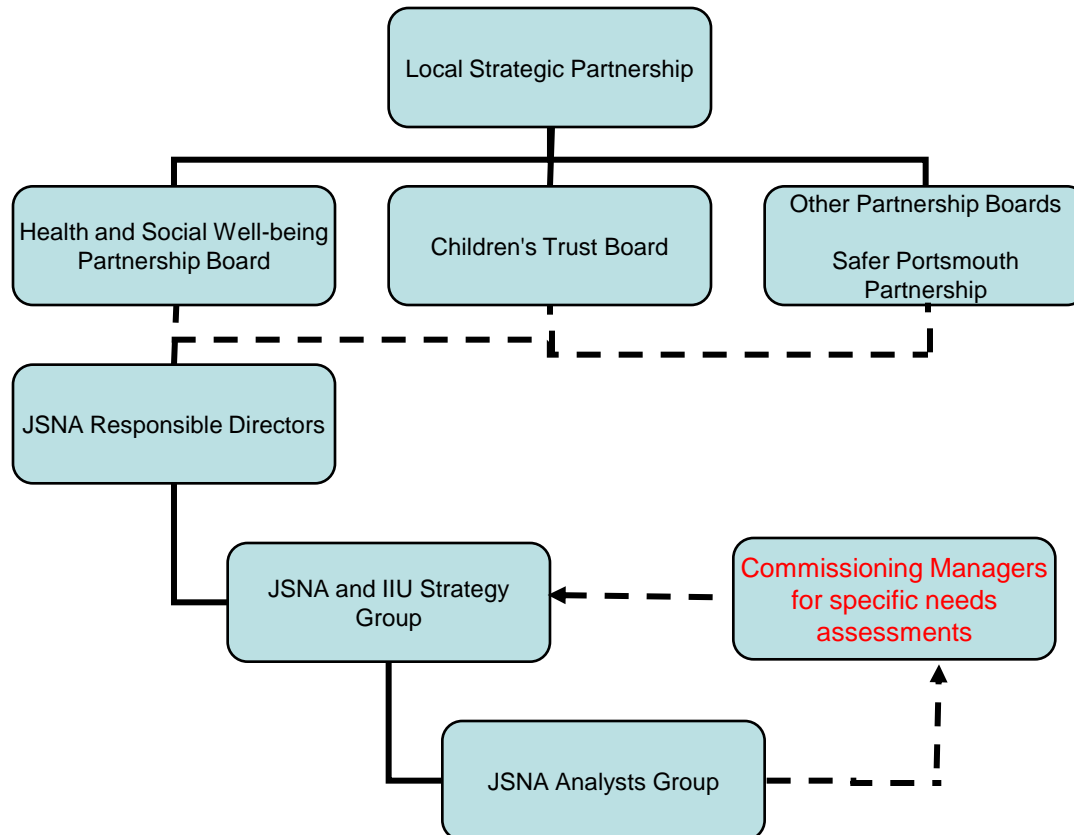 Local Strategic Partnership
Health and Social Well-being
Partnership Board
Children's Trust Board
Other Partnership Boards
Safer Portsmouth
Partnership
JSNA Responsible Directors
JSNA and IIU Strategy
Group
Commissioning Managers
for specific needs
assessments
JSNA Analysts Group